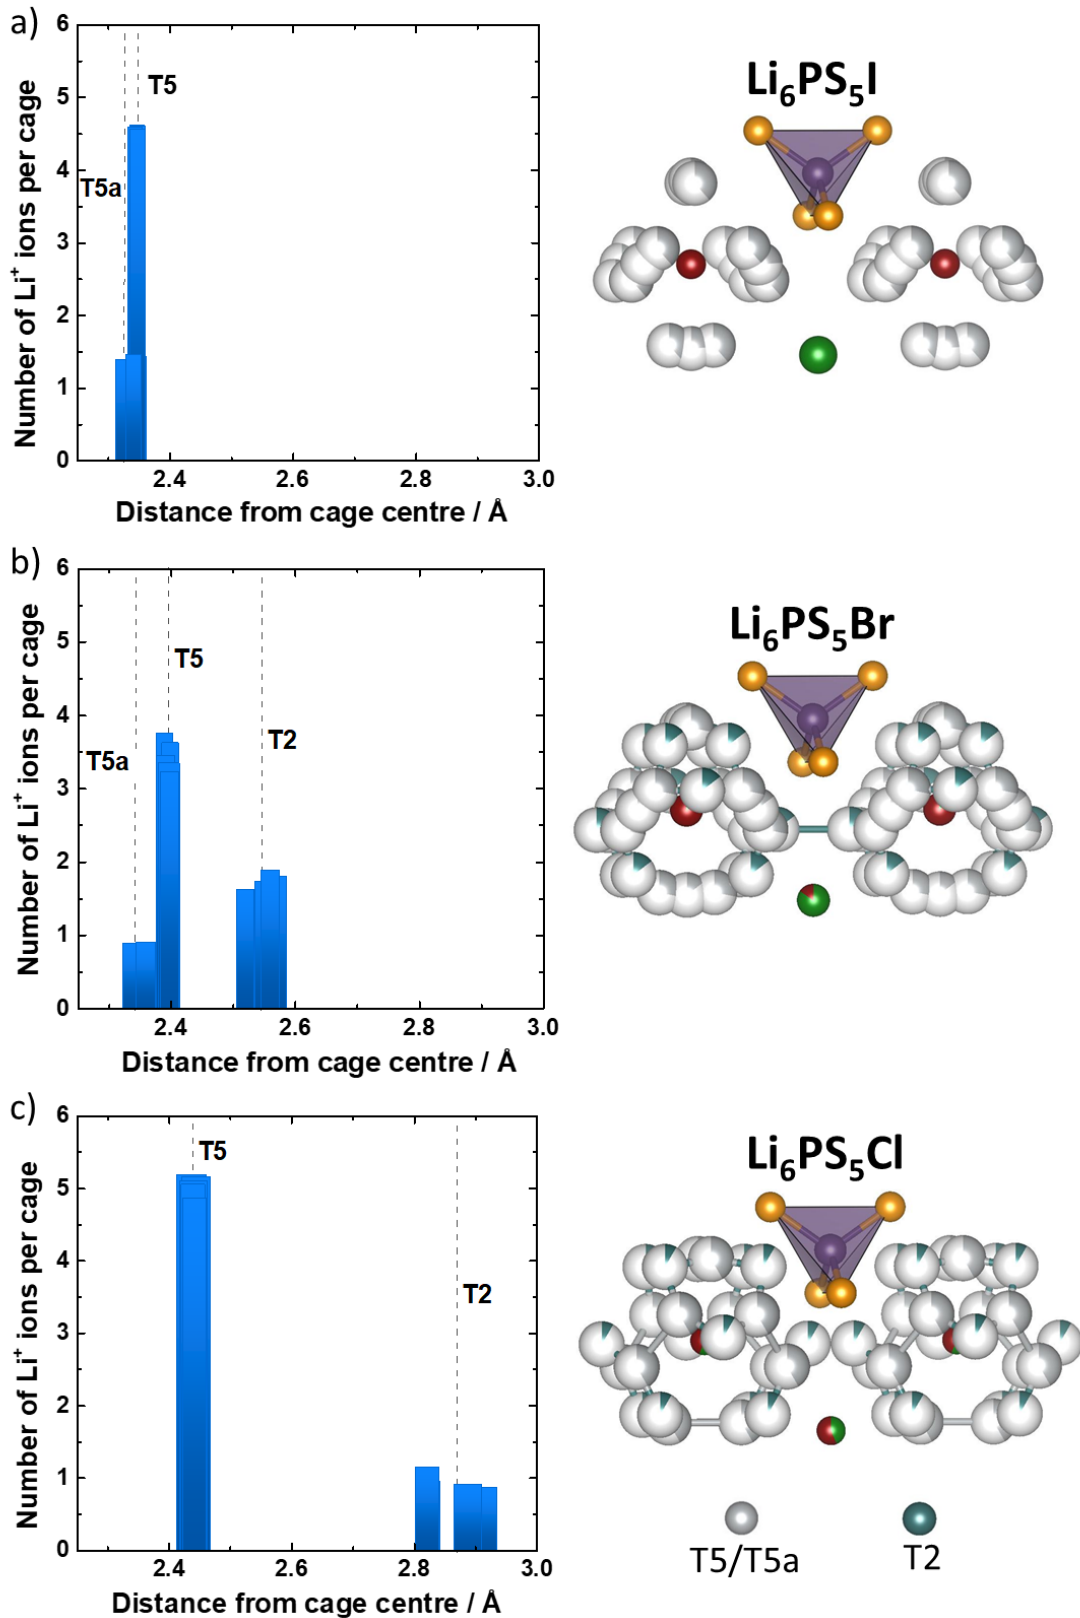 a)
Number of Li⁺ ions per cage
6
5
4
3
2
1
0
T5
T5a
2.4
2.6
2.8
3.0
Distance from cage centre / Å
Li₆PS₅I
b)
Number of Li⁺ ions per cage
6
5
4
3
2
1
0
T5
T5a
T2
2.4
2.6
2.8
3.0
Distance from cage centre / Å
Li₆PS₅Br
c)
Number of Li⁺ ions per cage
6
5
4
3
2
1
0
T5
T2
2.4
2.6
2.8
3.0
Distance from cage centre / Å
Li₆PS₅Cl
T5/T5a
T2